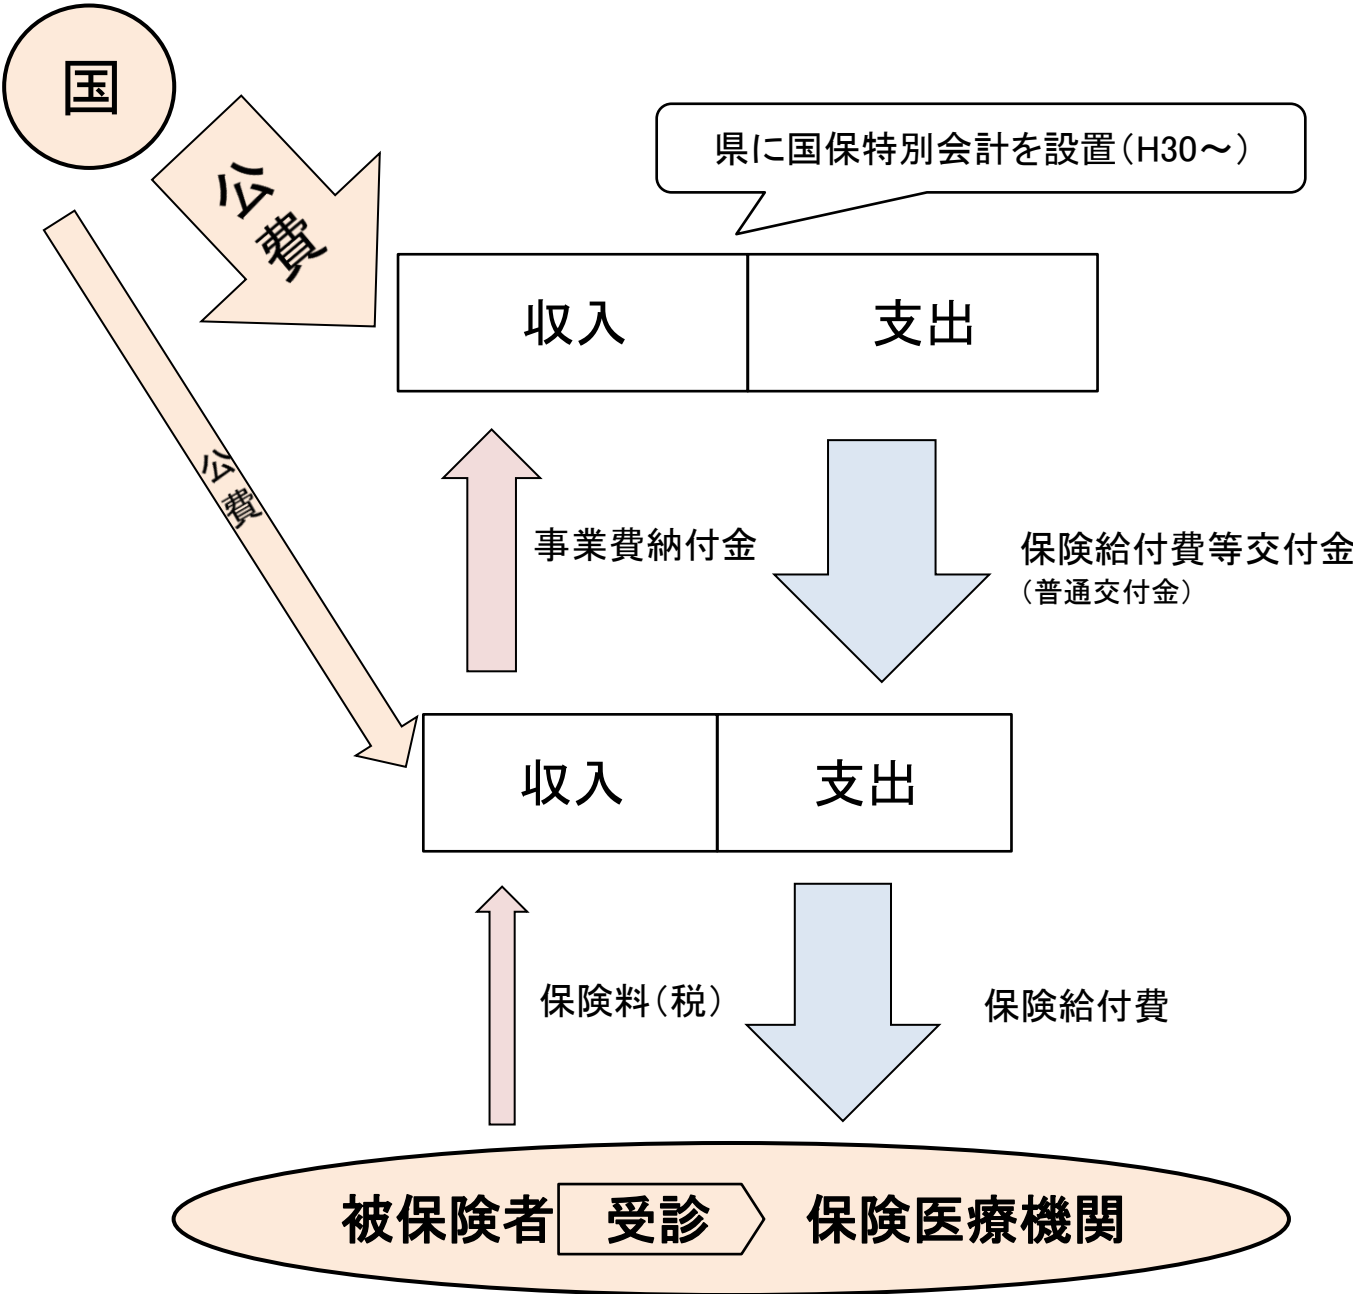 国
公
費
県に国保特別会計を設置(H30～)
収入
支出
公
費
事業費納付金
保険給付費等交付金
(普通交付金)
収入
支出
保険料(税)
保険給付費
被保険者 受診 保険医療機関